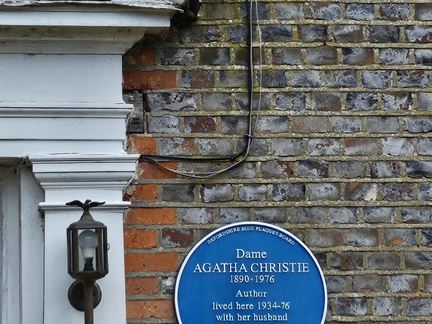 OXFORDSHIRE BLUE PLAQUES BOARD
Dame
AGATHA CHRISTIE
1890-1976
Author
lived here 1934-76
with her husband